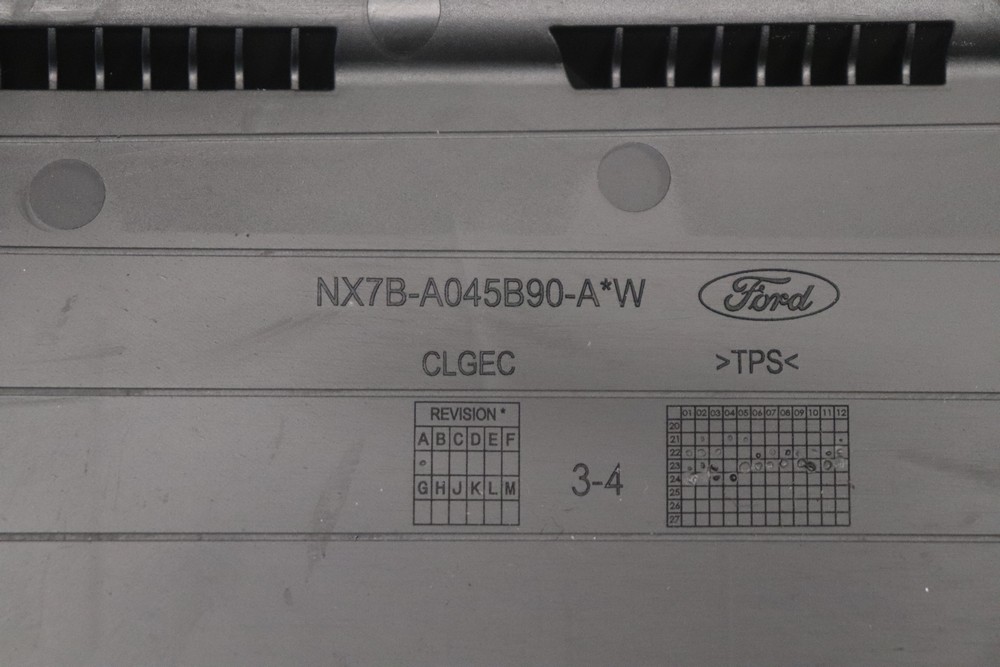 NX7B-A045B90-A*W
Ford
CLGEC
>TPS<
REVISION *
A B C D E F
G H J K L M
3-4
01 02 03 04 05 06 07 08 09 10 11 12
20
21
22
23
24
25
26
27